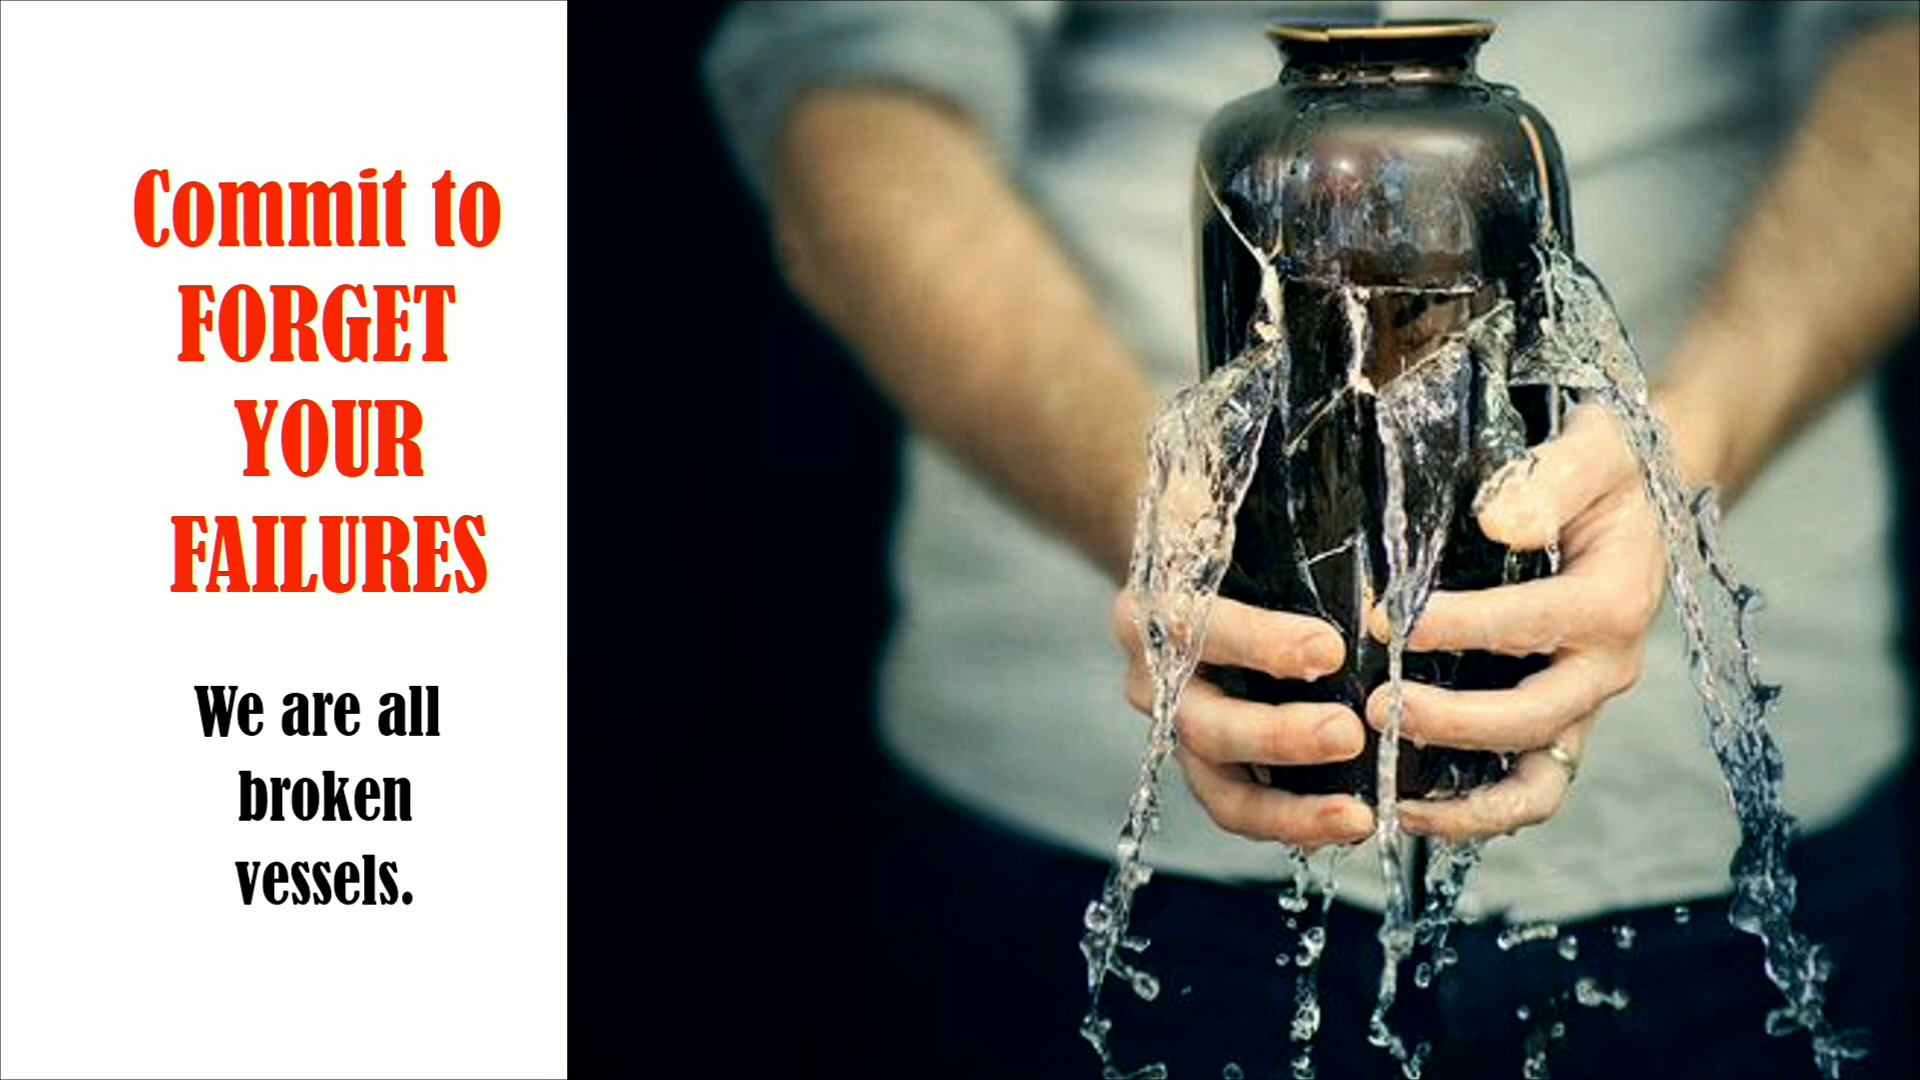 Commit to
FORGET
YOUR
FAILURES
We are all
broken
vessels.